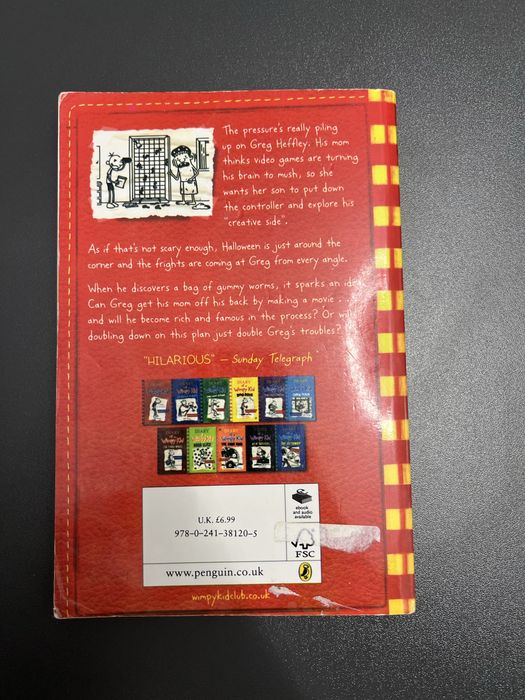 The pressure's really piling
up on Greg Heffley. His mom
thinks video games are turning
his brain to mush, so she
wants her son to put down
the controller and explore his
"creative side".
As if that's not scary enough, Halloween is just around the
corner and the frights are coming at Greg from every angle.
When he discovers a bag of gummy worms, it sparks an
Can Greg get his mom off his back by making a movie . .
and will he become rich and famous in the process? Or
doubling down on this plan just double Greg's troubles?
"HILARIOUS" – Sunday Telegraph
U.K. £6.99
978-0-241-38120-5
ebook
and audio
available
FSC
www.penguin.co.uk
wimpykidclub.co.uk